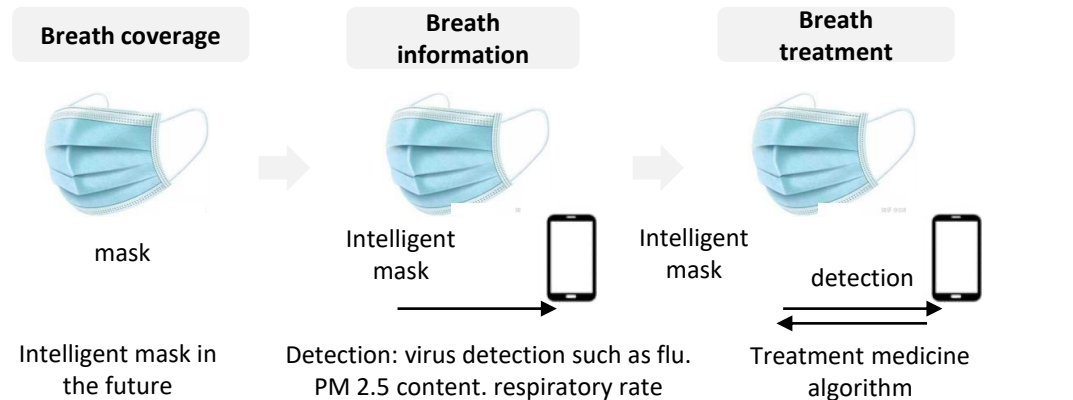 Breath coverage
Breath
information
Breath
treatment
mask
Intelligent
mask
Intelligent
mask
detection
Intelligent mask in
the future
Detection: virus detection such as flu.
PM 2.5 content. respiratory rate
Treatment medicine
algorithm